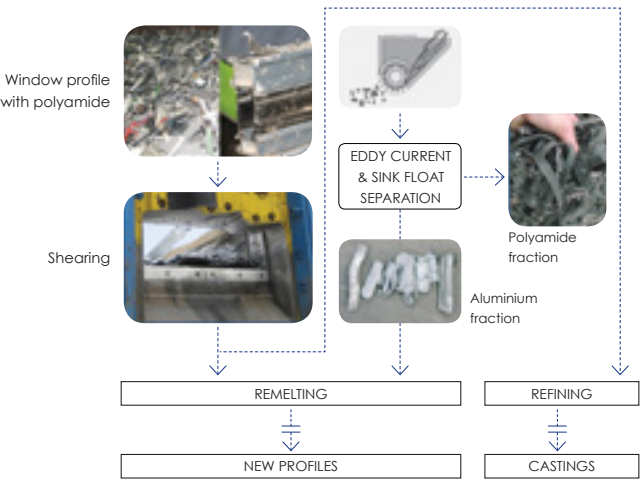 Window profile
with polyamide
EDDY CURRENT
& SINK FLOAT
SEPARATION
Polyamide
fraction
Shearing
Aluminium
fraction
REMELTING
REFINING
NEW PROFILES
CASTINGS